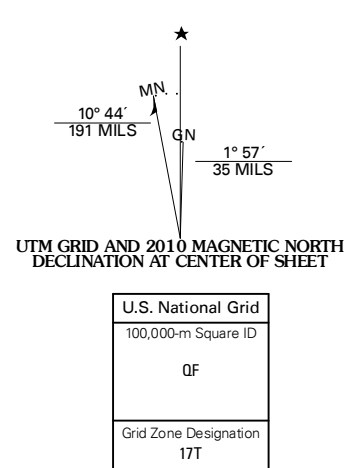 ★
MN
10° 44´
191 MILS
GN
1° 57´
35 MILS
UTM GRID AND 2010 MAGNETIC NORTH
DECLINATION AT CENTER OF SHEET
U.S. National Grid
100,000-m Square ID
QF
Grid Zone Designation
17T